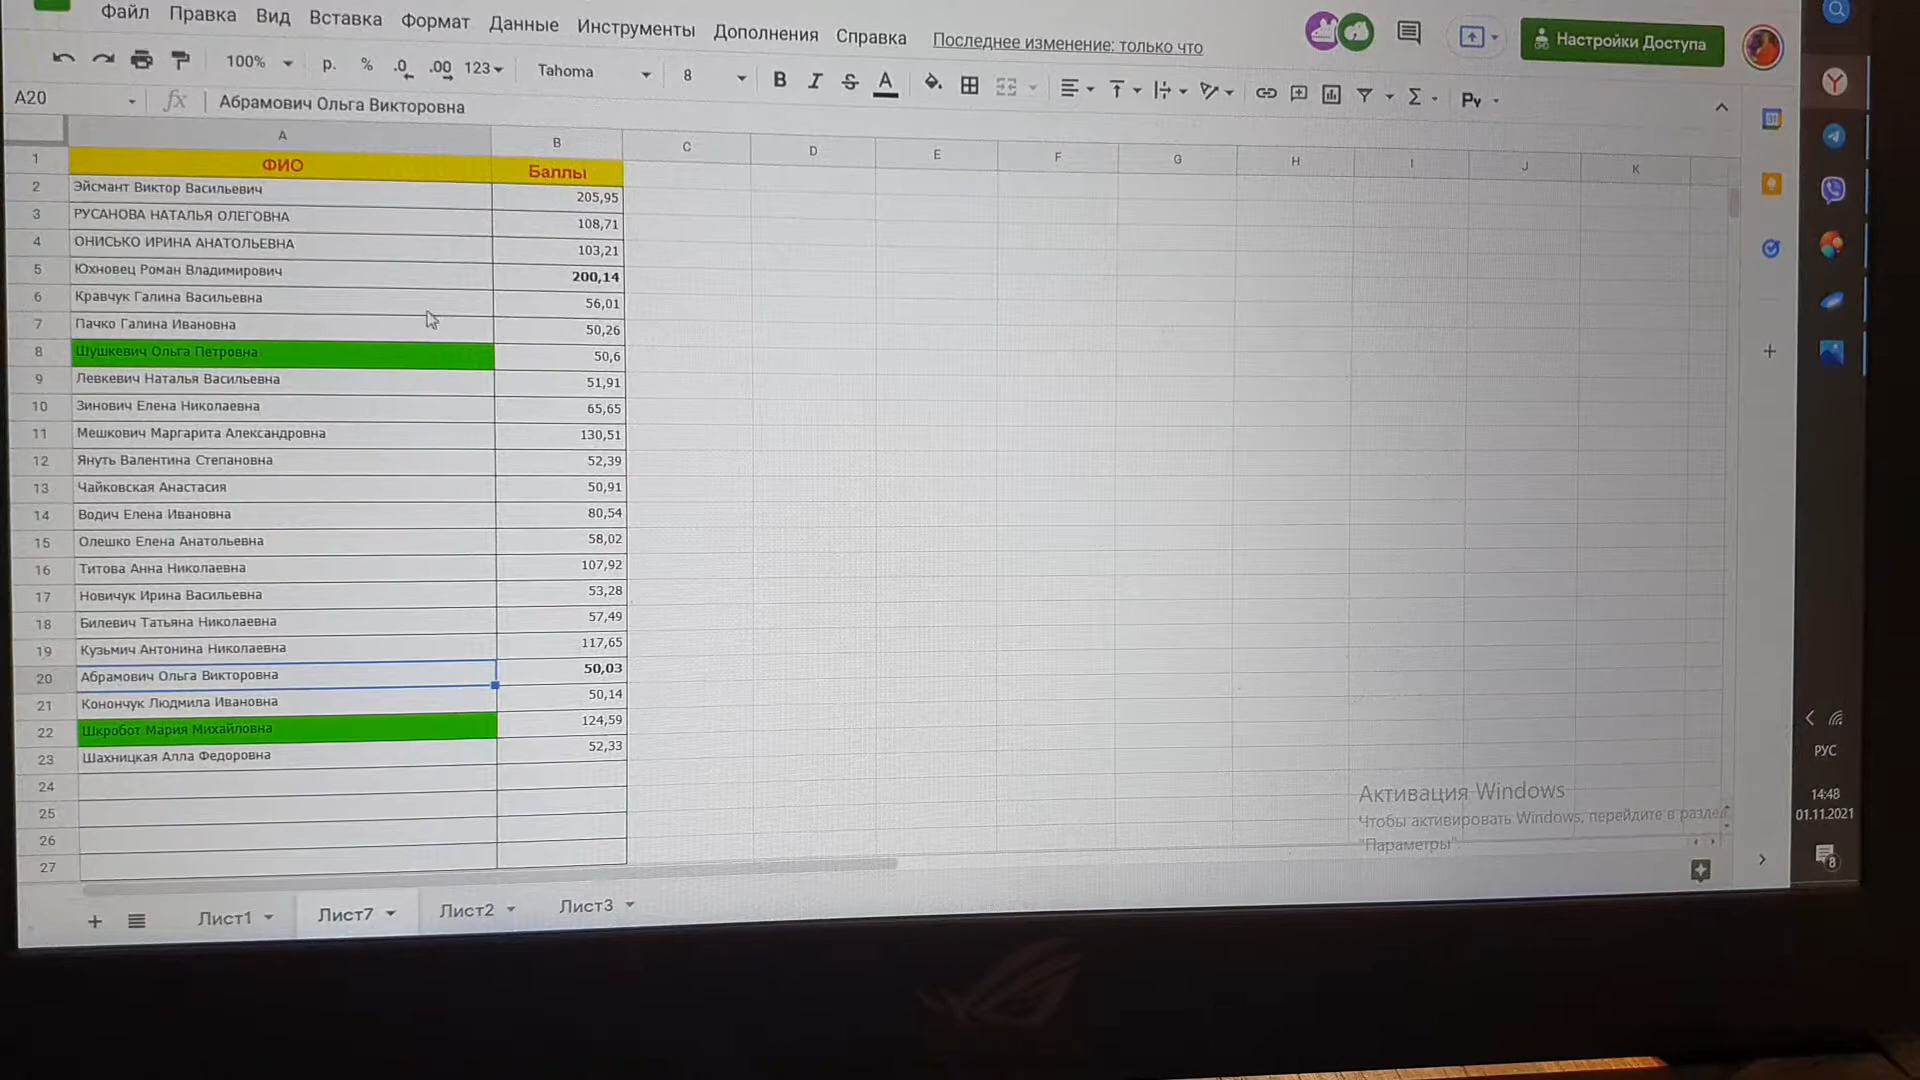 Файл Правка Вид Вставка Формат Данные Инструменты Дополнения Справка Последнее изменение: только что Настройки Доступа
100% р. % .0 .00 123 Tahoma 8 B I S A Σ Ру
A20 fx Абрамович Ольга Викторовна
A B C D E F G H I J K
1 ФИО Баллы
2 Эйсмант Виктор Васильевич 205,95
3 РУСАНОВА НАТАЛЬЯ ОЛЕГОВНА 108,71
4 ОНИСЬКО ИРИНА АНАТОЛЬЕВНА 103,21
5 Юхновец Роман Владимирович 200,14
6 Кравчук Галина Васильевна 56,01
7 Пачко Галина Ивановна 50,26
8 Шушкевич Ольга Петровна 50,6
9 Левкевич Наталья Васильевна 51,91
10 Зинович Елена Николаевна 65,65
11 Мешкович Маргарита Александровна 130,51
12 Януть Валентина Степановна 52,39
13 Чайковская Анастасия 50,91
14 Водич Елена Ивановна 80,54
15 Олешко Елена Анатольевна 58,02
16 Титова Анна Николаевна 107,92
17 Новичук Ирина Васильевна 53,28
18 Билевич Татьяна Николаевна 57,49
19 Кузьмич Антонина Николаевна 117,65
20 Абрамович Ольга Викторовна 50,03
21 Конончук Людмила Ивановна 50,14
22 Шкробот Мария Михайловна 124,59
23 Шахницкая Алла Федоровна 52,33
24
25
26
27
Активация Windows
Чтобы активировать Windows, перейдите в раздел
"Параметры".
+ Лист1 Лист7 Лист2 Лист3
31
РУС
14:48
01.11.2021
8